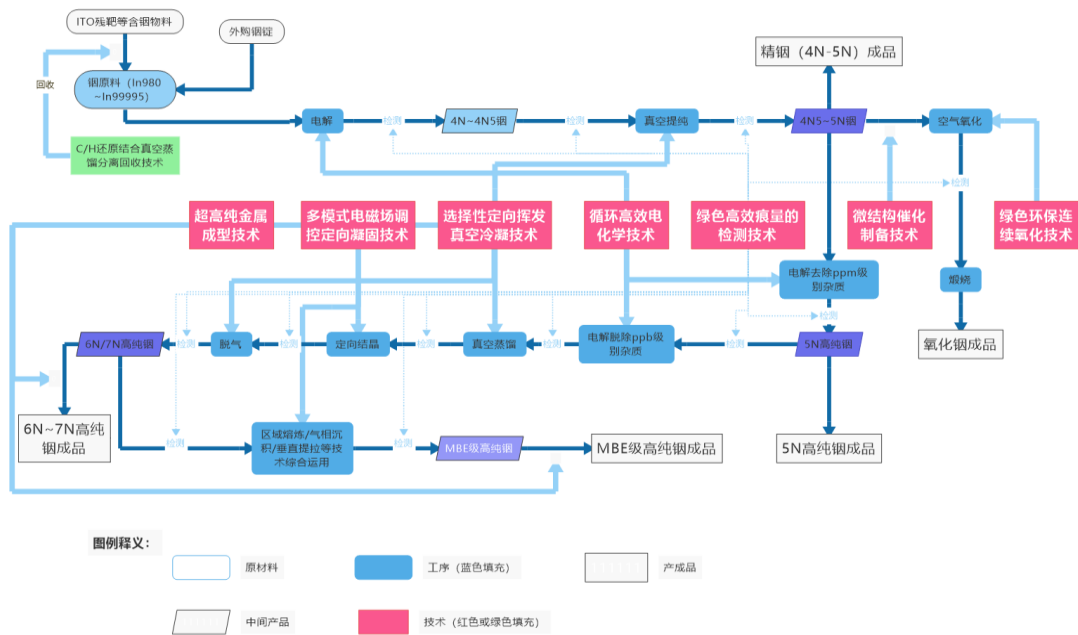 ITO残靶等含铟物料
外购铟锭
回收
铟原料（In980
~In99995）
C/H还原结合真空蒸
馏分离回收技术
电解
检测
4N~4N5铟
检测
真空提纯
检测
4N5~5N铟
精铟（4N-5N）成品
空气氧化
检测
超高纯金属
成型技术
多模式电磁场调
控定向凝固技术
选择性定向挥发
真空冷凝技术
循环高效电
化学技术
绿色高效痕量的
检测技术
微结构催化
制备技术
绿色环保连
续氧化技术
电解去除ppm级
别杂质
煅烧
检测
氧化铟成品
6N/7N高纯铟
检测
脱气
检测
定向结晶
检测
真空蒸馏
检测
电解脱除ppb级
别杂质
检测
5N高纯铟
6N~7N高纯
铟成品
检测
区域熔炼/气相沉
积/垂直提拉等技
术综合运用
检测
MBE级高纯铟
MBE级高纯铟成品
5N高纯铟成品
图例释义：
原材料
工序（蓝色填充）
产成品
中间产品
技术（红色或绿色填充）